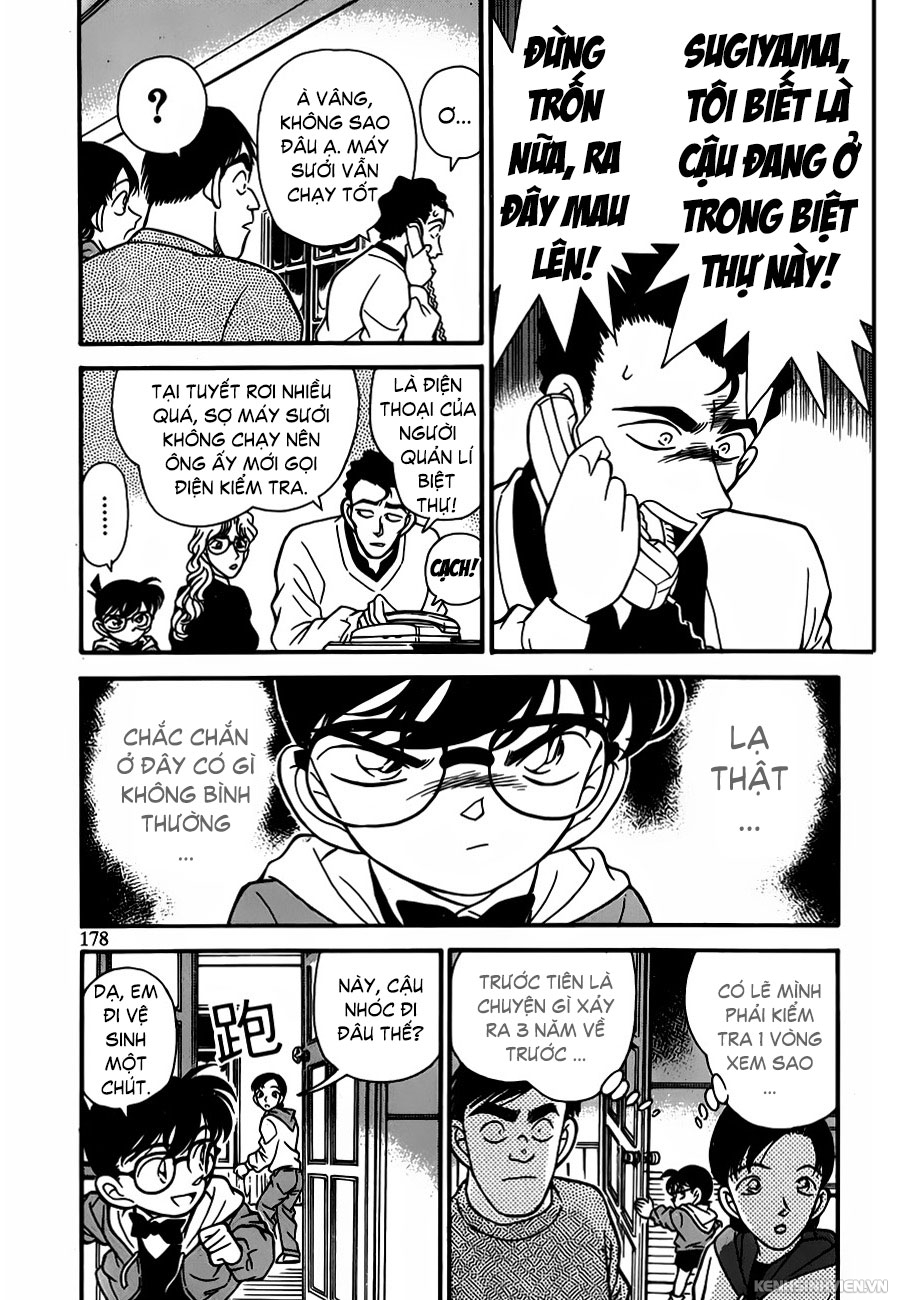 SUGIYAMA,
TÔI BIẾT LÀ
CẬU ĐANG Ở
TRONG BIỆT
THỰ NÀY!
ĐỪNG
TRỐN
NỮA, RA
ĐÂY MAU
LÊN!
Ơ...
À VÂNG,
KHÔNG SAO
ĐÂU Ạ. MÁY
SƯỞI VẪN
CHẠY TỐT
?
LÀ ĐIỆN
THOẠI CỦA
NGƯỜI
QUẢN LÍ
BIỆT
THỰ!
TẠI TUYẾT RƠI NHIỀU
QUÁ, SỢ MÁY SƯỞI
KHÔNG CHẠY NÊN
ÔNG ẤY MỚI GỌI
ĐIỆN KIỂM TRA.
CẠCH!
........
LẠ
THẬT
...
CHẮC CHẮN
Ở ĐÂY CÓ GÌ
KHÔNG BÌNH
THƯỜNG
...
178
CÓ LẼ MÌNH
PHẢI KIỂM
TRA 1 VÒNG
XEM SAO
...
TRƯỚC TIÊN LÀ
CHUYỆN GÌ XẢY
RA 3 NĂM VỀ
TRƯỚC ...
NÀY, CẬU
NHÓC ĐI
ĐÂU THẾ?
跑
DẠ, EM
ĐI VỆ
SINH
MỘT
CHÚT.
KENHSINHVIEN.VN